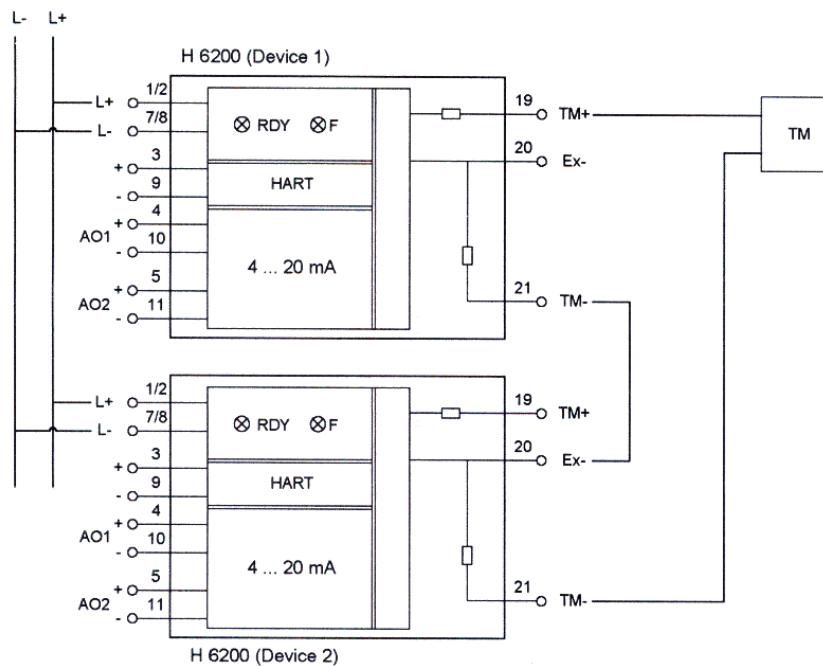 L- L+
H 6200 (Device 1)
1/2
L+
19
TM+
7/8
L-
RDY F
TM
20
Ex-
3
+
9
HART
-
4
+
AO1
10
-
4 ... 20 mA
5
+
21
TM-
AO2
11
-
L+
1/2
19
TM+
7/8
L-
RDY F
20
Ex-
3
+
9
HART
-
4
+
AO1
10
-
4 ... 20 mA
5
+
21
TM-
AO2
11
-
H 6200 (Device 2)